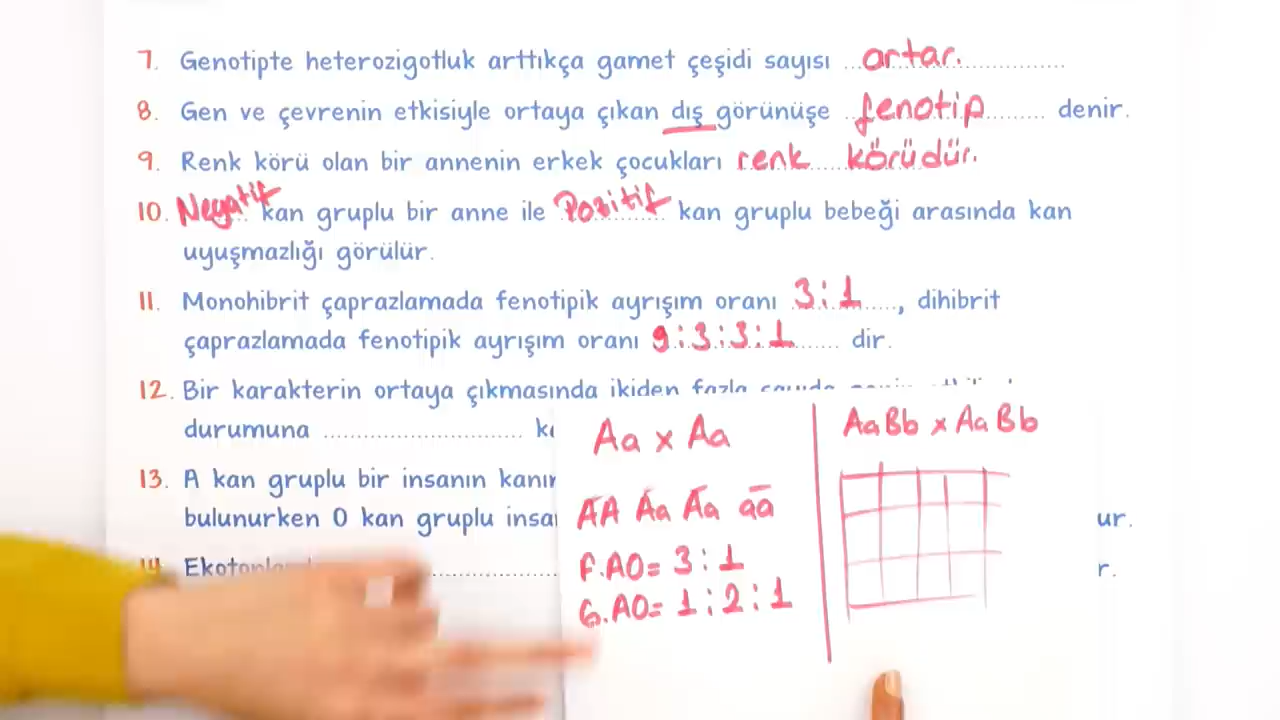 7. Genotipte heterozigotluk arttıkça gamet çeşidi sayısı artar.
8. Gen ve çevrenin etkisiyle ortaya çıkan dış görünüşe fenotip denir.
9. Renk körü olan bir annenin erkek çocukları renk körüdür.
10. Negatif kan gruplu bir anne ile Pozitif kan gruplu bebeği arasında kan
uyuşmazlığı görülür.
11. Monohibrit çaprazlamada fenotipik ayrışım oranı 3:1, dihibrit
çaprazlamada fenotipik ayrışım oranı 9:3:3:1 dir.
12. Bir karakterin ortaya çıkmasında ikiden fazla
durumuna
13. A kan gruplu bir insanın
bulunurken 0 kan gruplu ur.
14. r.
Aa x Aa
AA Aa Aa aa
F.AO= 3:1
G.AO= 1:2:1
AaBb x AaBb